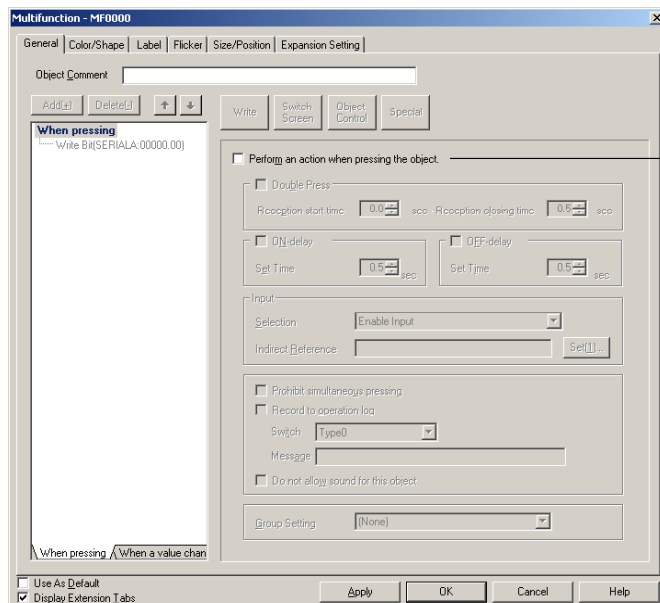 Multifunction - MF0000
General Color/Shape Label Flicker Size/Position Expansion Setting
Object Comment
Add[+] Delete[-]
Write Switch Screen Object Control Special
When pressing
Write Bit(SERIALA:00000.00)
Perform an action when pressing the object.
Double Press
Reception start time 0.0 sec - Reception closing time 0.5 sec
ON-delay OFF-delay
Set Time 0.5 sec Set Time 0.5 sec
Input
Selection Enable Input
Indirect Reference Set[1]...
Prohibit simultaneous pressing
Record to operation log
Switch Type0
Message
Do not allow sound for this object
Group Setting (None)
When pressing When a value chan
Use As Default
Display Extension Tabs
Apply OK Cancel Help